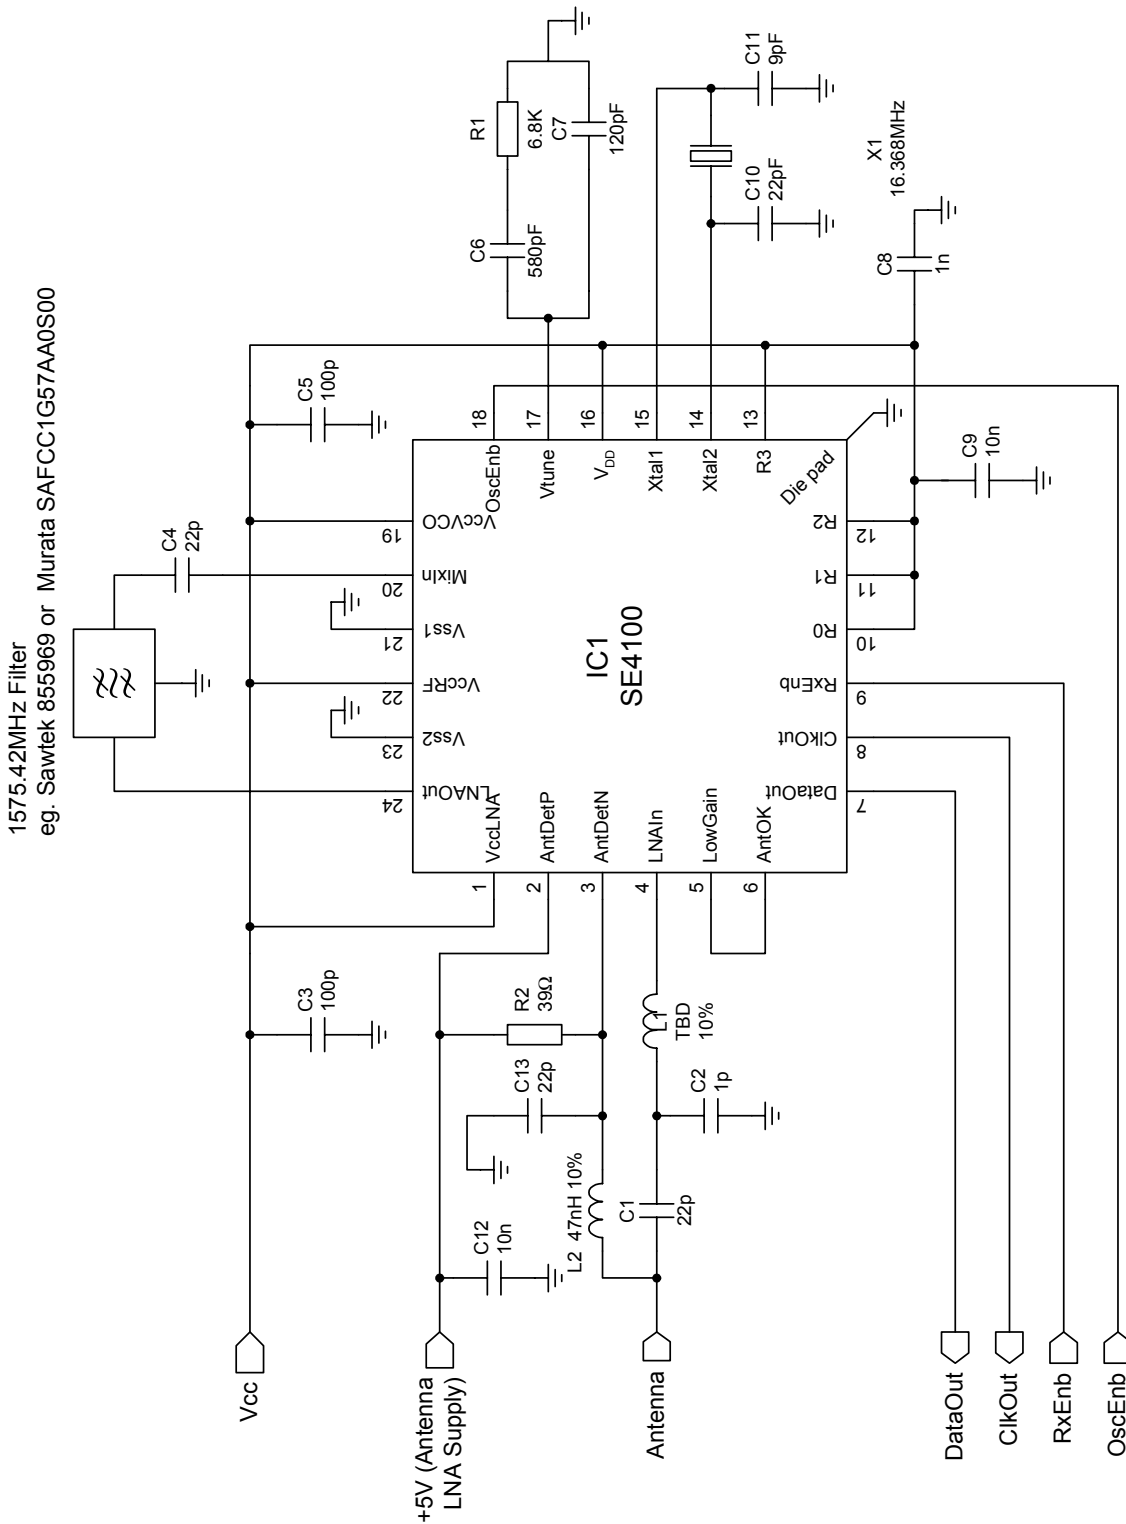 1575.42MHz Filter
eg. Sawtek 855969 or Murata SAFCC1G57AA0S00
Vcc
C3
100p
C4
22p
C5
100p
+5V (Antenna
LNA Supply)
C12
10n
C13
22p
R2
39Ω
L2 47nH 10%
Antenna
C1
22p
C2
1p
L1
TBD
10%
IC1
SE4100
1
VccLNA
2
AntDetP
3
AntDetN
4
LNAIn
5
LowGain
6
AntOK
7
DataOut
8
ClkOut
9
RxEnb
10
R0
11
R1
12
R2
Die pad
13
R3
14
Xtal2
15
Xtal1
16
VDD
17
Vtune
18
OscEnb
19
VccVCO
20
MixIn
21
Vss1
22
VccRF
23
Vss2
24
LNAOut
C6
580pF
R1
6.8K
C7
120pF
C10
22pF
C11
9pF
X1
16.368MHz
C8
1n
C9
10n
DataOut
ClkOut
RxEnb
OscEnb